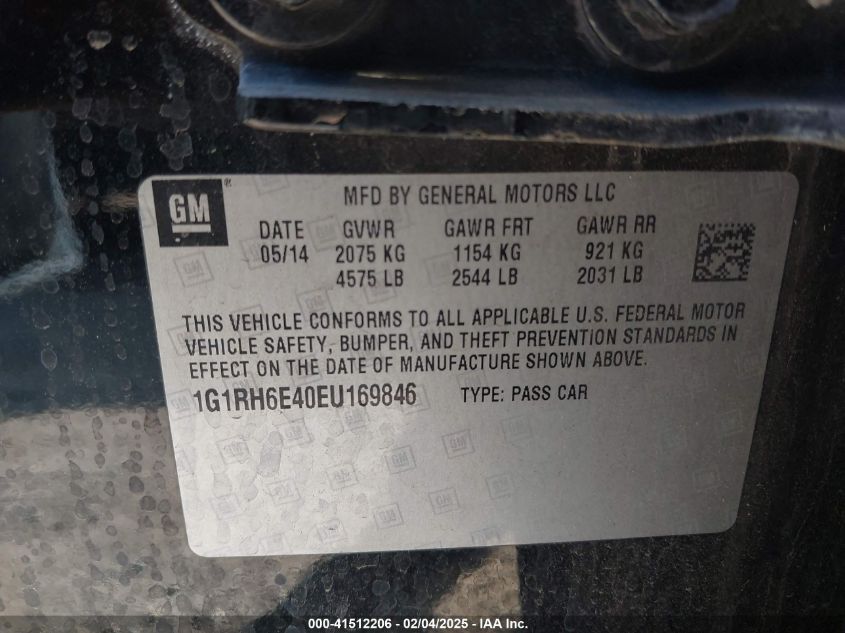 GM ® MFD BY GENERAL MOTORS LLC
DATE GVWR GAWR FRT GAWR RR
05/14 2075 KG 1154 KG 921 KG
4575 LB 2544 LB 2031 LB
THIS VEHICLE CONFORMS TO ALL APPLICABLE U.S. FEDERAL MOTOR
VEHICLE SAFETY, BUMPER, AND THEFT PREVENTION STANDARDS IN
EFFECT ON THE DATE OF MANUFACTURE SHOWN ABOVE.
1G1RH6E40EU169846 TYPE: PASS CAR
000-41512206 - 02/04/2025 - IAA Inc.